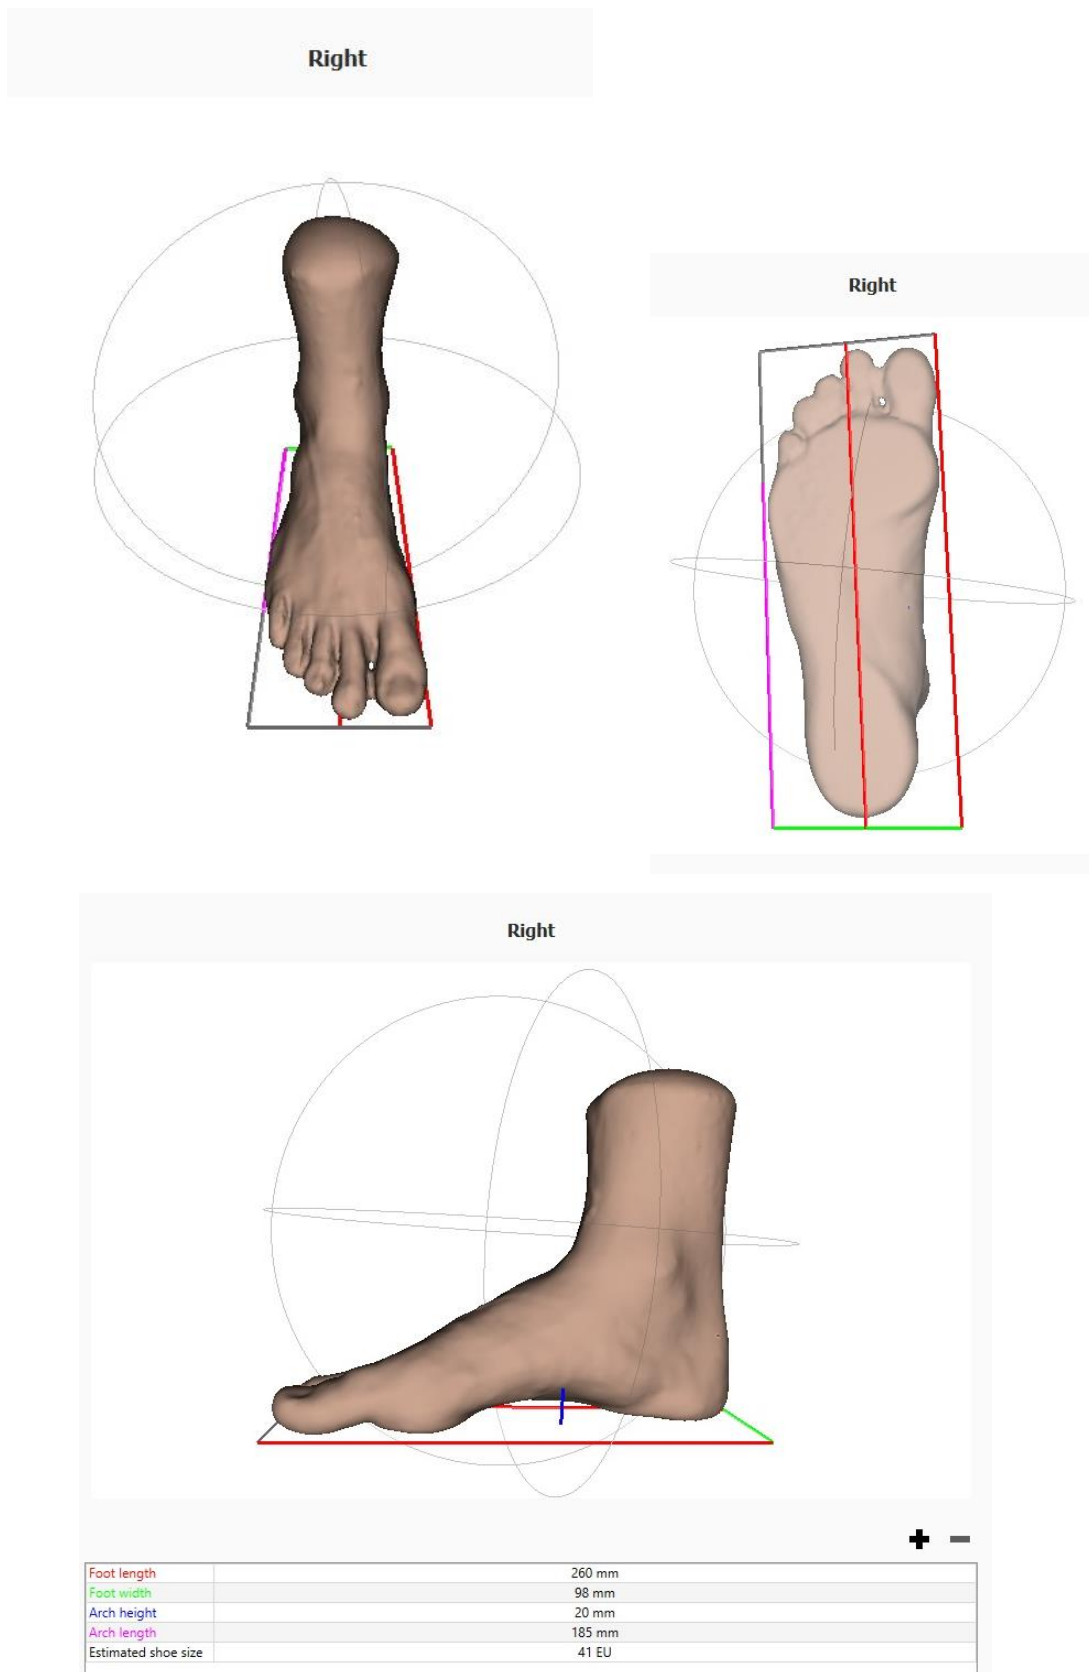 Right
Right
Right
Foot length 260 mm
Foot width 98 mm
Arch height 20 mm
Arch length 185 mm
Estimated shoe size 41 EU